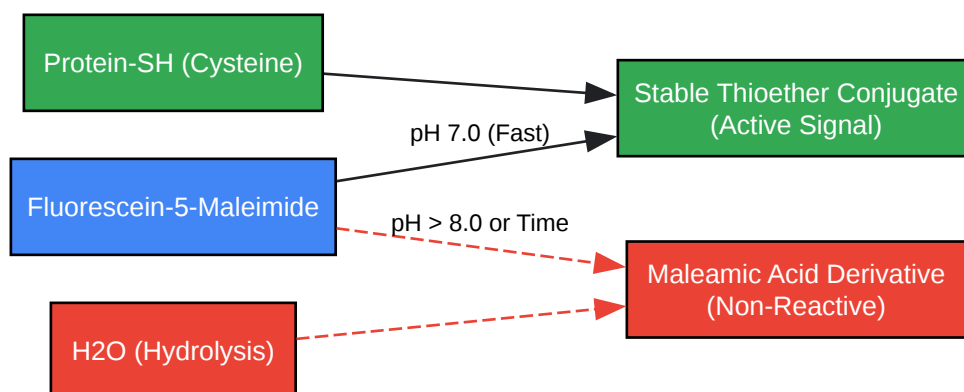 Protein-SH (Cysteine)
Stable Thioether Conjugate
(Active Signal)
pH 7.0 (Fast)
Fluorescein-5-Maleimide
pH > 8.0 or Time
Maleamic Acid Derivative
(Non-Reactive)
H2O (Hydrolysis)